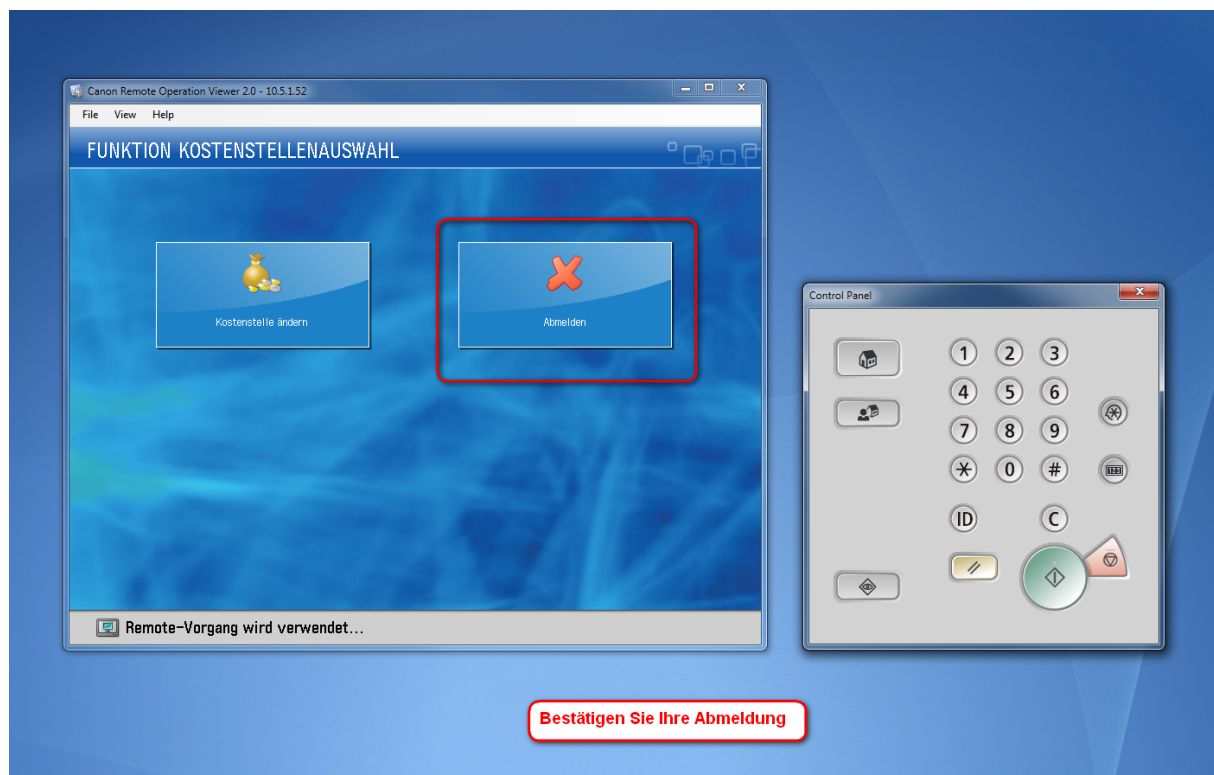 Canon Remote Operation Viewer 2.0 - 10.5.1.52
File View Help
FUNKTION KOSTENSTELLENAUSWAHL
Kostenstelle ändern
Abmelden
Remote-Vorgang wird verwendet...
Control Panel
1 2 3
4 5 6
7 8 9
* 0 #
ID C
Bestätigen Sie Ihre Abmeldung